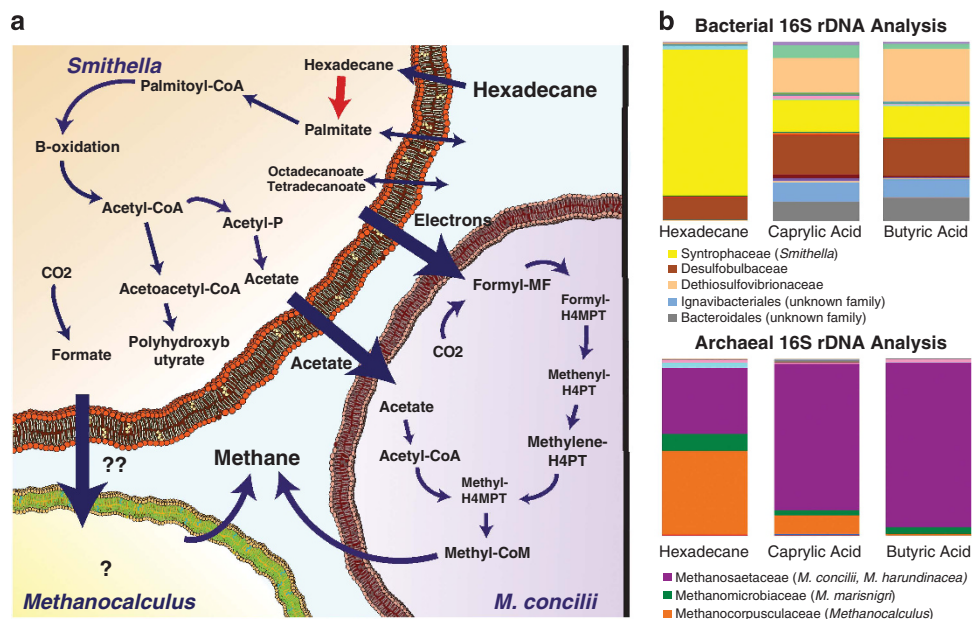 a
Smithella
Hexadecane
Palmitoyl-CoA
Palmitate
Hexadecane
B-oxidation
Octadecanoate
Tetradecanoate
Acetyl-CoA
Acetyl-P
Electrons
CO2
Acetate
Acetoacetyl-CoA
Formate
Polyhydroxyb
utyrate
Acetate
Formyl-MF
Formyl-
H4MPT
CO2
Methenyl-
H4PT
Acetate
Methylene-
H4PT
Acetyl-CoA
Methyl-
H4MPT
Methyl-CoM
??
Methane
?
Methanocalculus
M. concilii
b
Bacterial 16S rDNA Analysis
Hexadecane Caprylic Acid Butyric Acid
Syntrophaceae (Smithella)
Desulfobulbaceae
Dethiosulfovibrionaceae
Ignavibacteriales (unknown family)
Bacteroidales (unknown family)
Archaeal 16S rDNA Analysis
Hexadecane Caprylic Acid Butyric Acid
Methanosaetaceae (M. concilii, M. harundinacea)
Methanomicrobiaceae (M. marisnigri)
Methanocorpusculaceae (Methanocalculus)